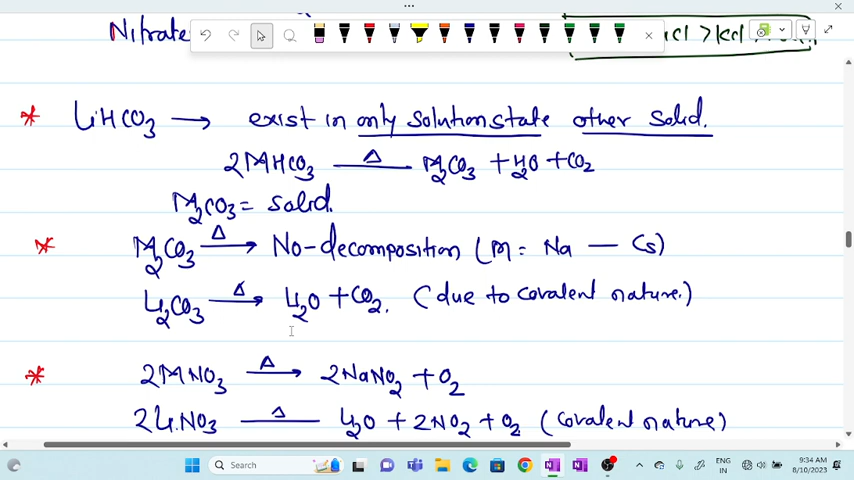 Nitrate
* LiHCO3 → exist in only solution state other solid.
2MHCO3 —Δ— M2CO3 + H2O + CO2
M2CO3 = solid.
* M2CO3 —Δ→ No-decomposition (M = Na — Cs)
Li2CO3 —Δ→ Li2O + CO2. (due to covalent nature.)
* 2MNO3 —Δ→ 2NaNO2 + O2
2LiNO3 —Δ— Li2O + 2NO2 + O2 (covalent nature)
Search
ENG
IN
9:34 AM
8/10/2023